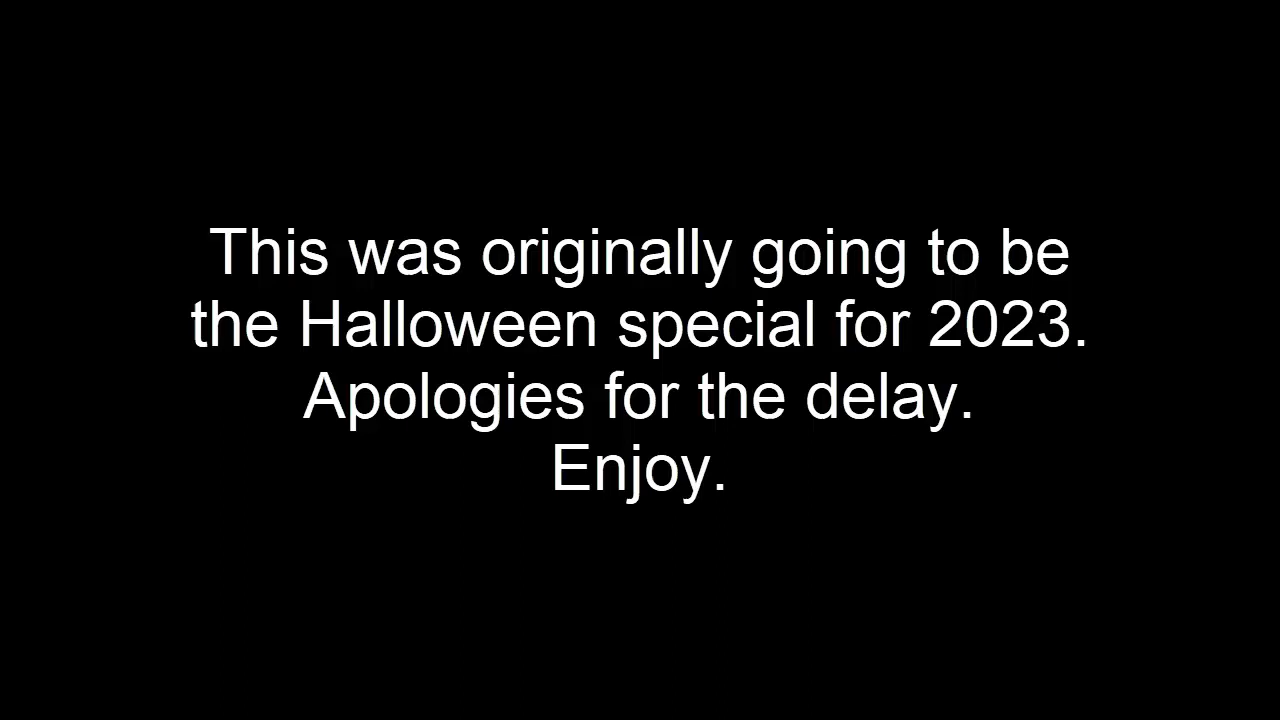 This was originally going to be
the Halloween special for 2023.
Apologies for the delay.
Enjoy.